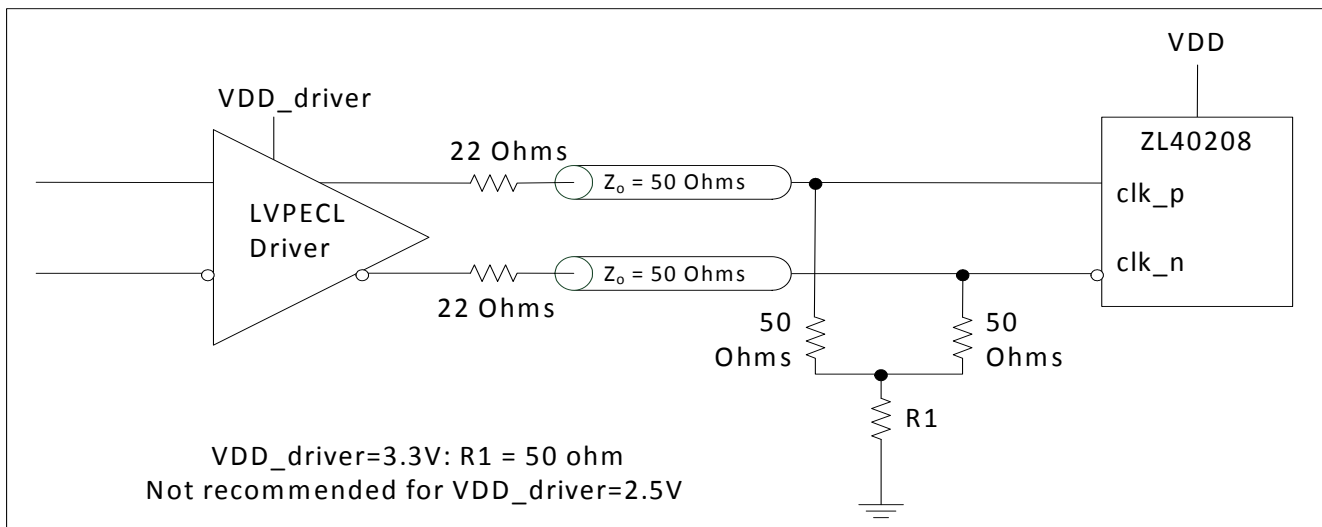 VDD
VDD_driver
ZL40208
22 Ohms
Zo = 50 Ohms
clk_p
LVPECL
Driver
clk_n
Zo = 50 Ohms
22 Ohms
50
Ohms
50
Ohms
R1
VDD_driver=3.3V: R1 = 50 ohm
Not recommended for VDD_driver=2.5V